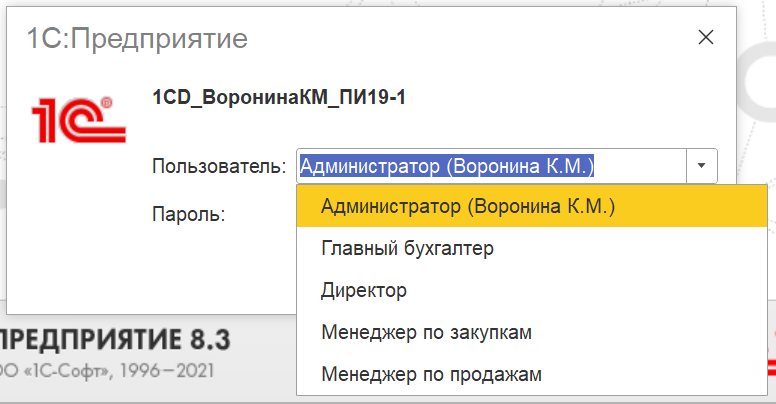 1С:Предприятие
1CD_ВоронинаКМ_ПИ19-1
1С®
Пользователь: Администратор (Воронина К.М.)
Администратор (Воронина К.М.)
Пароль:
Главный бухгалтер
Директор
Менеджер по закупкам
Менеджер по продажам
ПРЕДПРИЯТИЕ 8.3
ОО «1С-Софт», 1996–2021